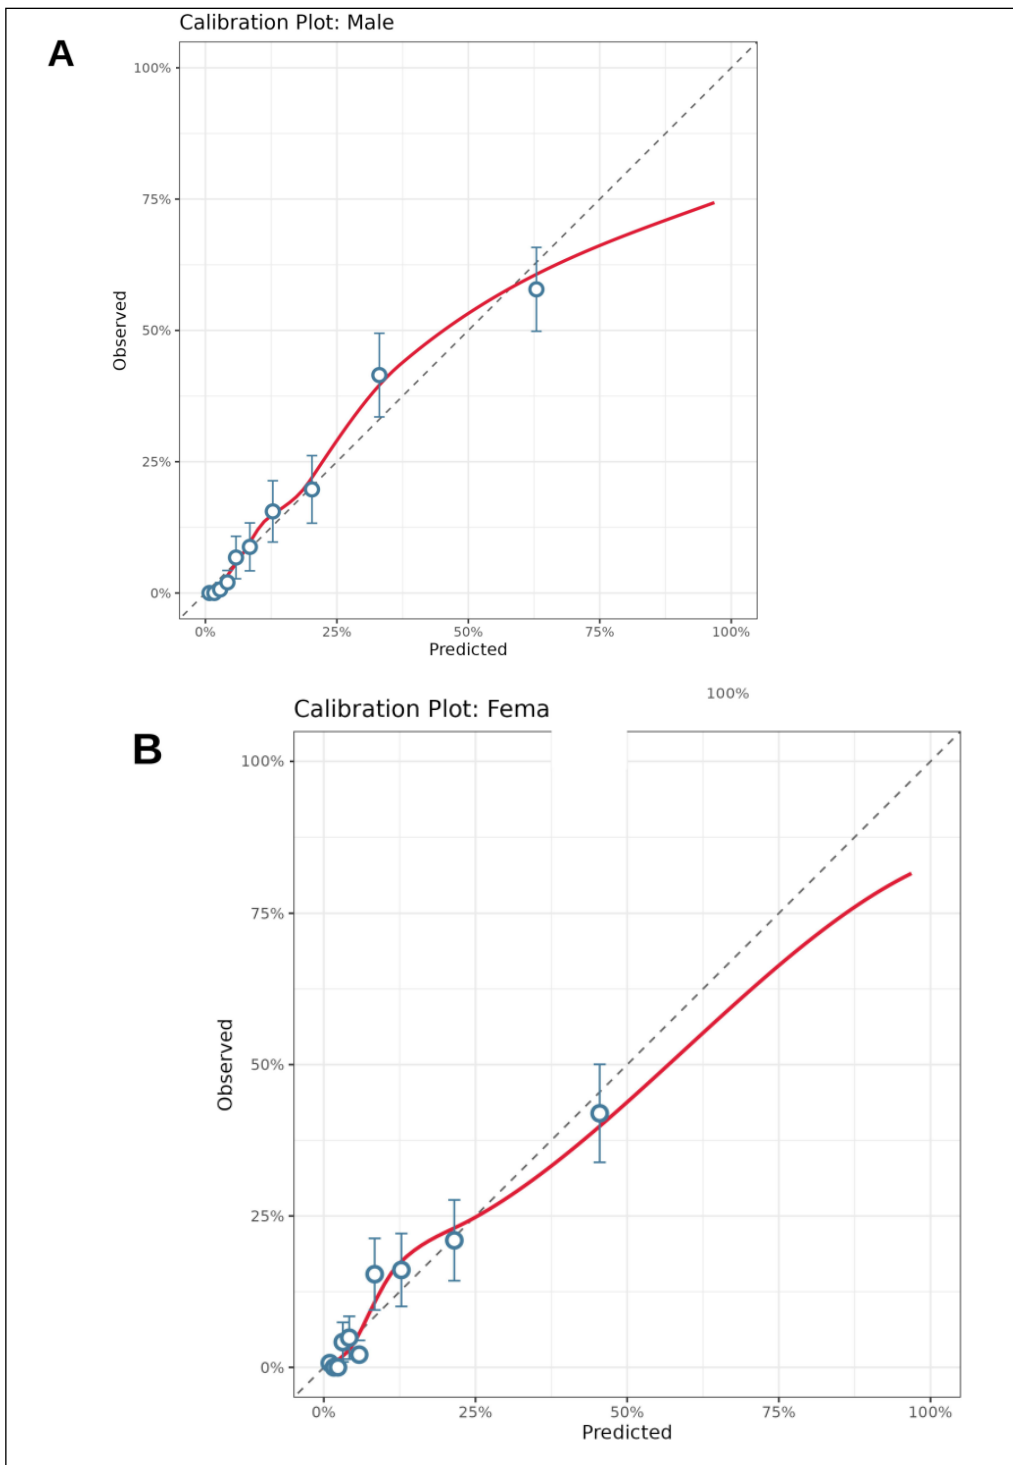 Calibration Plot: Male
A
100%
75%
50%
25%
0%
Observed
0% 25% 50% 75% 100%
Predicted
100%
Calibration Plot: Fema
B
100%
75%
50%
25%
0%
Observed
0% 25% 50% 75% 100%
Predicted